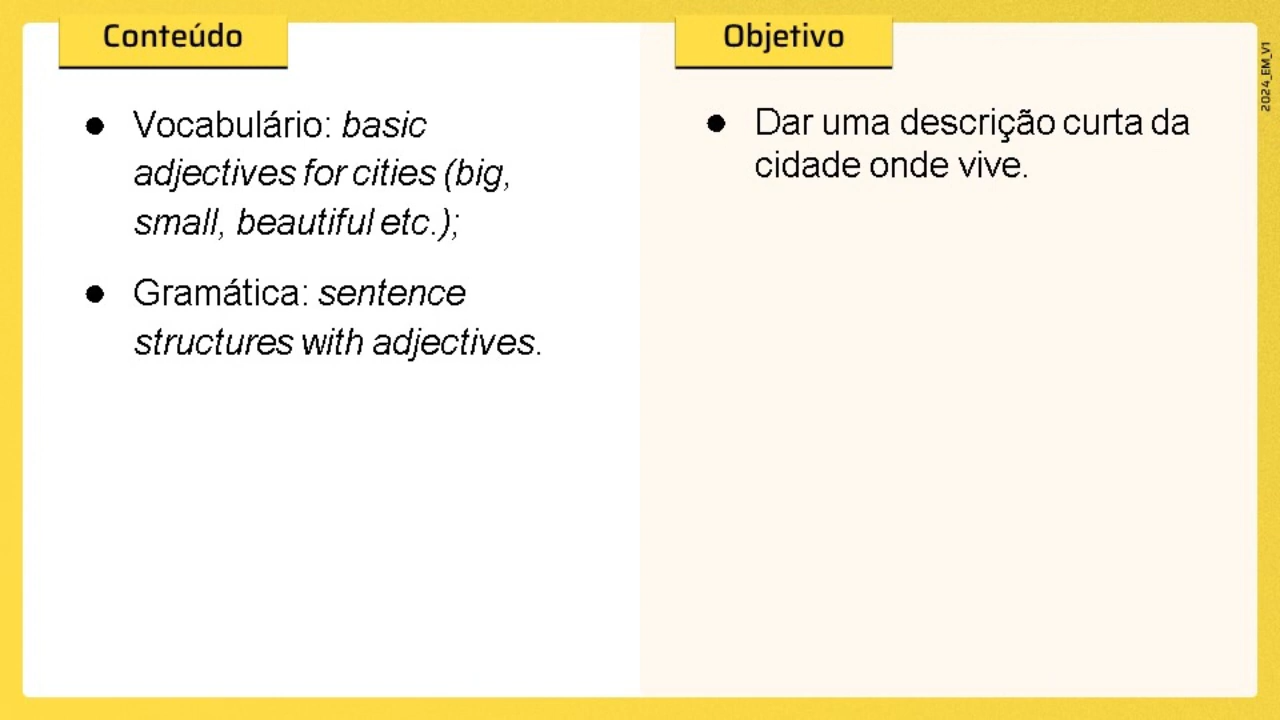 Conteúdo
● Vocabulário: basic
adjectives for cities (big,
small, beautiful etc.);
● Gramática: sentence
structures with adjectives.
Objetivo
● Dar uma descrição curta da
cidade onde vive.
2024_EM_V1